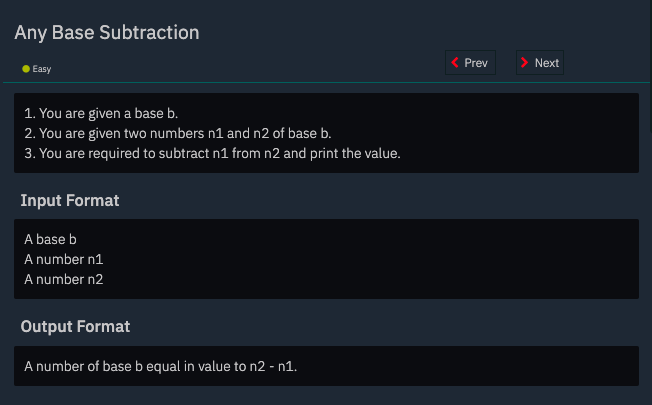 Any Base Subtraction
Easy
Prev
Next
1. You are given a base b.
2. You are given two numbers n1 and n2 of base b.
3. You are required to subtract n1 from n2 and print the value.
Input Format
A base b
A number n1
A number n2
Output Format
A number of base b equal in value to n2 - n1.